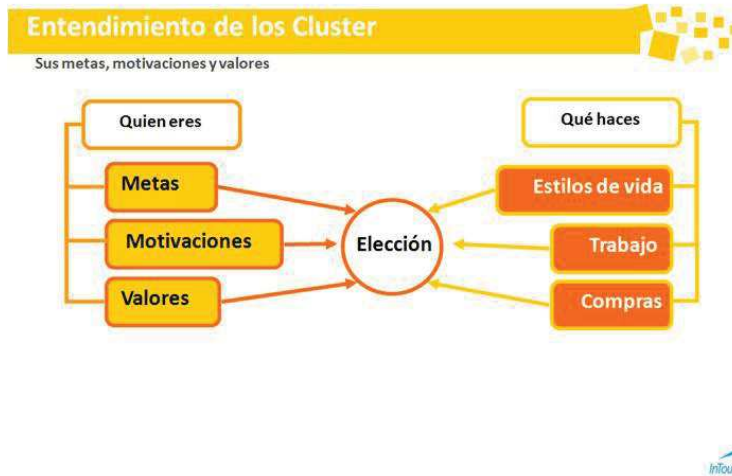 Entendimiento de los Cluster
Sus metas, motivaciones y valores
Quien eres
Metas
Motivaciones
Valores
Elección
Qué haces
Estilos de vida
Trabajo
Compras